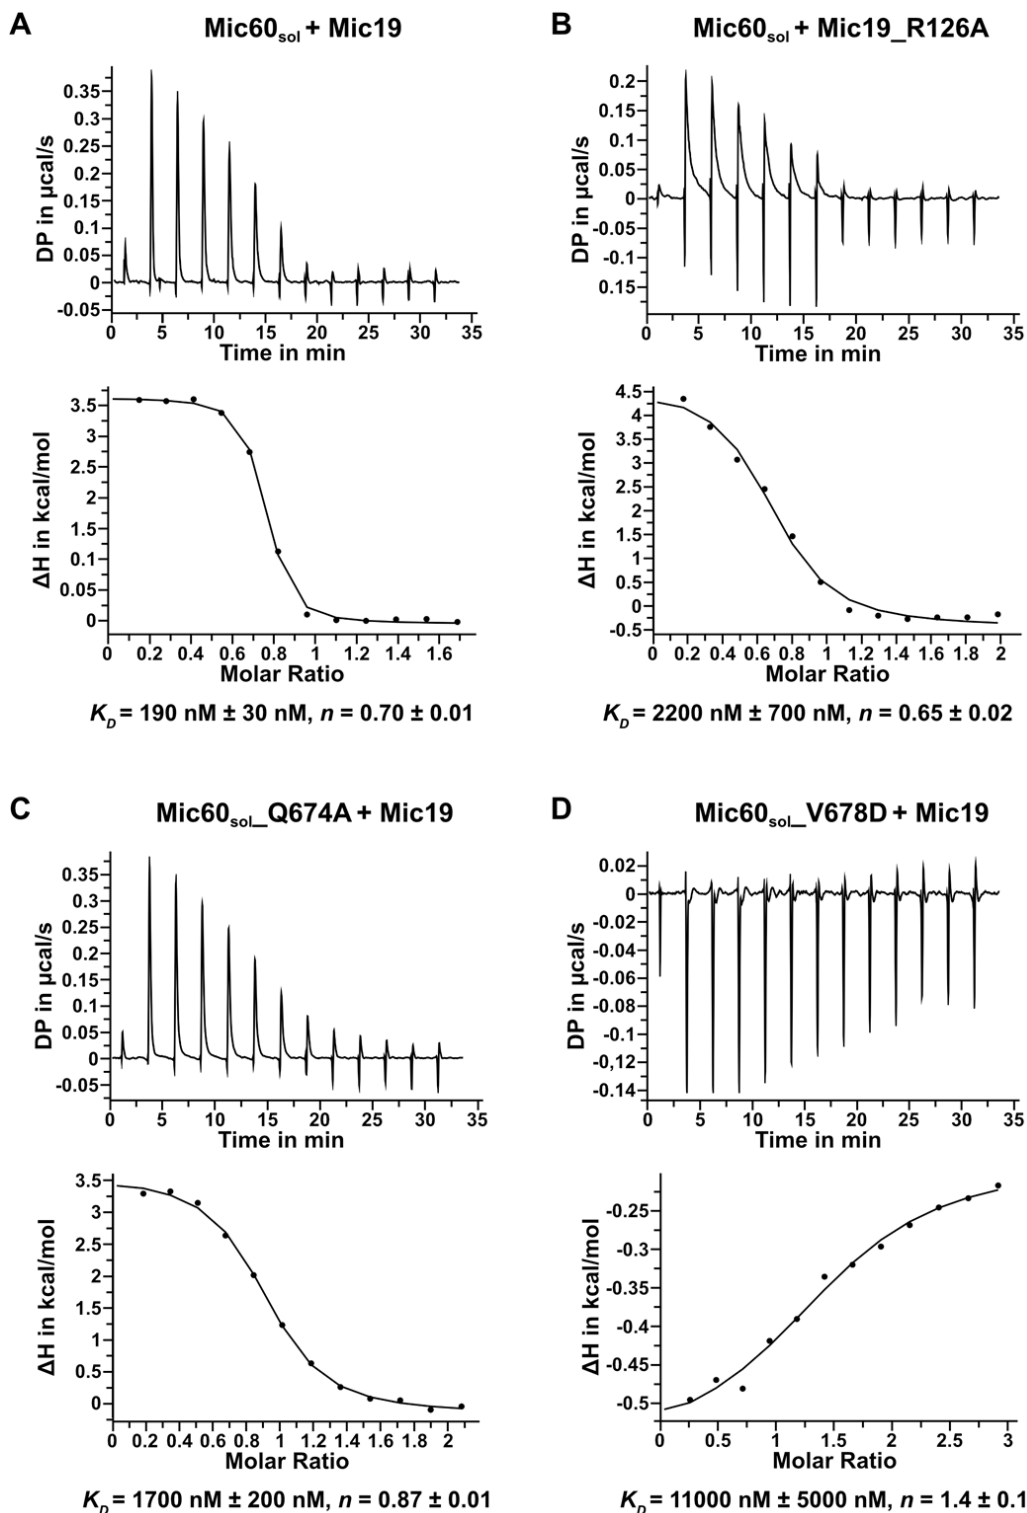 A
Mic60sol + Mic19
DP in µcal/s
0.35
0.3
0.25
0.2
0.15
0.1
0.05
0
-0.05
0 5 10 15 20 25 30 35
Time in min
ΔH in kcal/mol
3.5
3
2.5
2
1.5
0.1
0.05
0
0 0.2 0.4 0.6 0.8 1 1.2 1.4 1.6
Molar Ratio
KD = 190 nM ± 30 nM, n = 0.70 ± 0.01
B
Mic60sol + Mic19_R126A
DP in µcal/s
0.2
0.15
0.1
0.05
0
-0.05
-0.1
0.15
0 5 10 15 20 25 30 35
Time in min
ΔH in kcal/mol
4.5
4
3.5
3
2.5
2
1
0.5
0
-0.5
0 0.2 0.4 0.6 0.8 1 1.2 1.4 1.6 1.8 2
Molar Ratio
KD = 2200 nM ± 700 nM, n = 0.65 ± 0.02
C
Mic60sol_Q674A + Mic19
DP in µcal/s
0.35
0.3
0.25
0.2
0.15
0.1
0.05
0
-0.05
0 5 10 15 20 25 30 35
Time in min
ΔH in kcal/mol
3.5
3
2.5
2
1.5
1
0.5
0
0 0.2 0.4 0.6 0.8 1 1.2 1.4 1.6 1.8 2
Molar Ratio
KD = 1700 nM ± 200 nM, n = 0.87 ± 0.01
D
Mic60sol_V678D + Mic19
DP in µcal/s
0.02
0
-0.02
-0.04
-0.06
-0.08
-0.1
-0,12
-0.14
0 5 10 15 20 25 30 35
Time in min
ΔH in kcal/mol
-0.25
-0.3
-0.35
-0.4
-0.45
-0.5
0 0.5 1 1.5 2 2.5 3
Molar Ratio
KD = 11000 nM ± 5000 nM, n = 1.4 ± 0.1